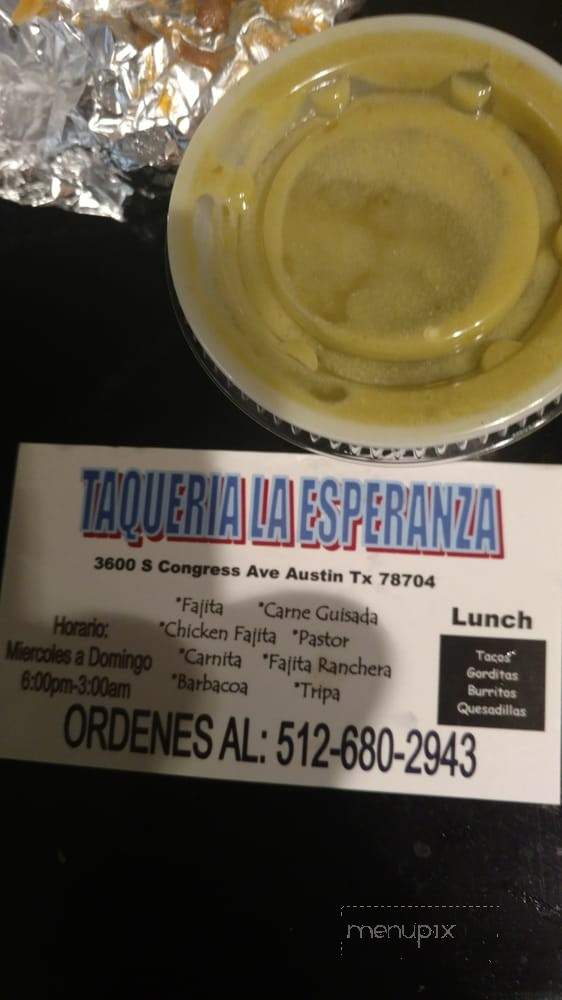 TAQUERIA LA ESPERANZA
3600 S Congress Ave Austin Tx 78704
*Fajita *Carne Guisada
*Chicken Fajita *Pastor
*Carnita *Fajita Ranchera
*Barbacoa *Tripa
Horario:
Miercoles a Domingo
6:00pm-3:00am
Lunch
Tacos
Gorditas
Burritos
Quesadillas
ORDENES AL: 512-680-2943
menupix